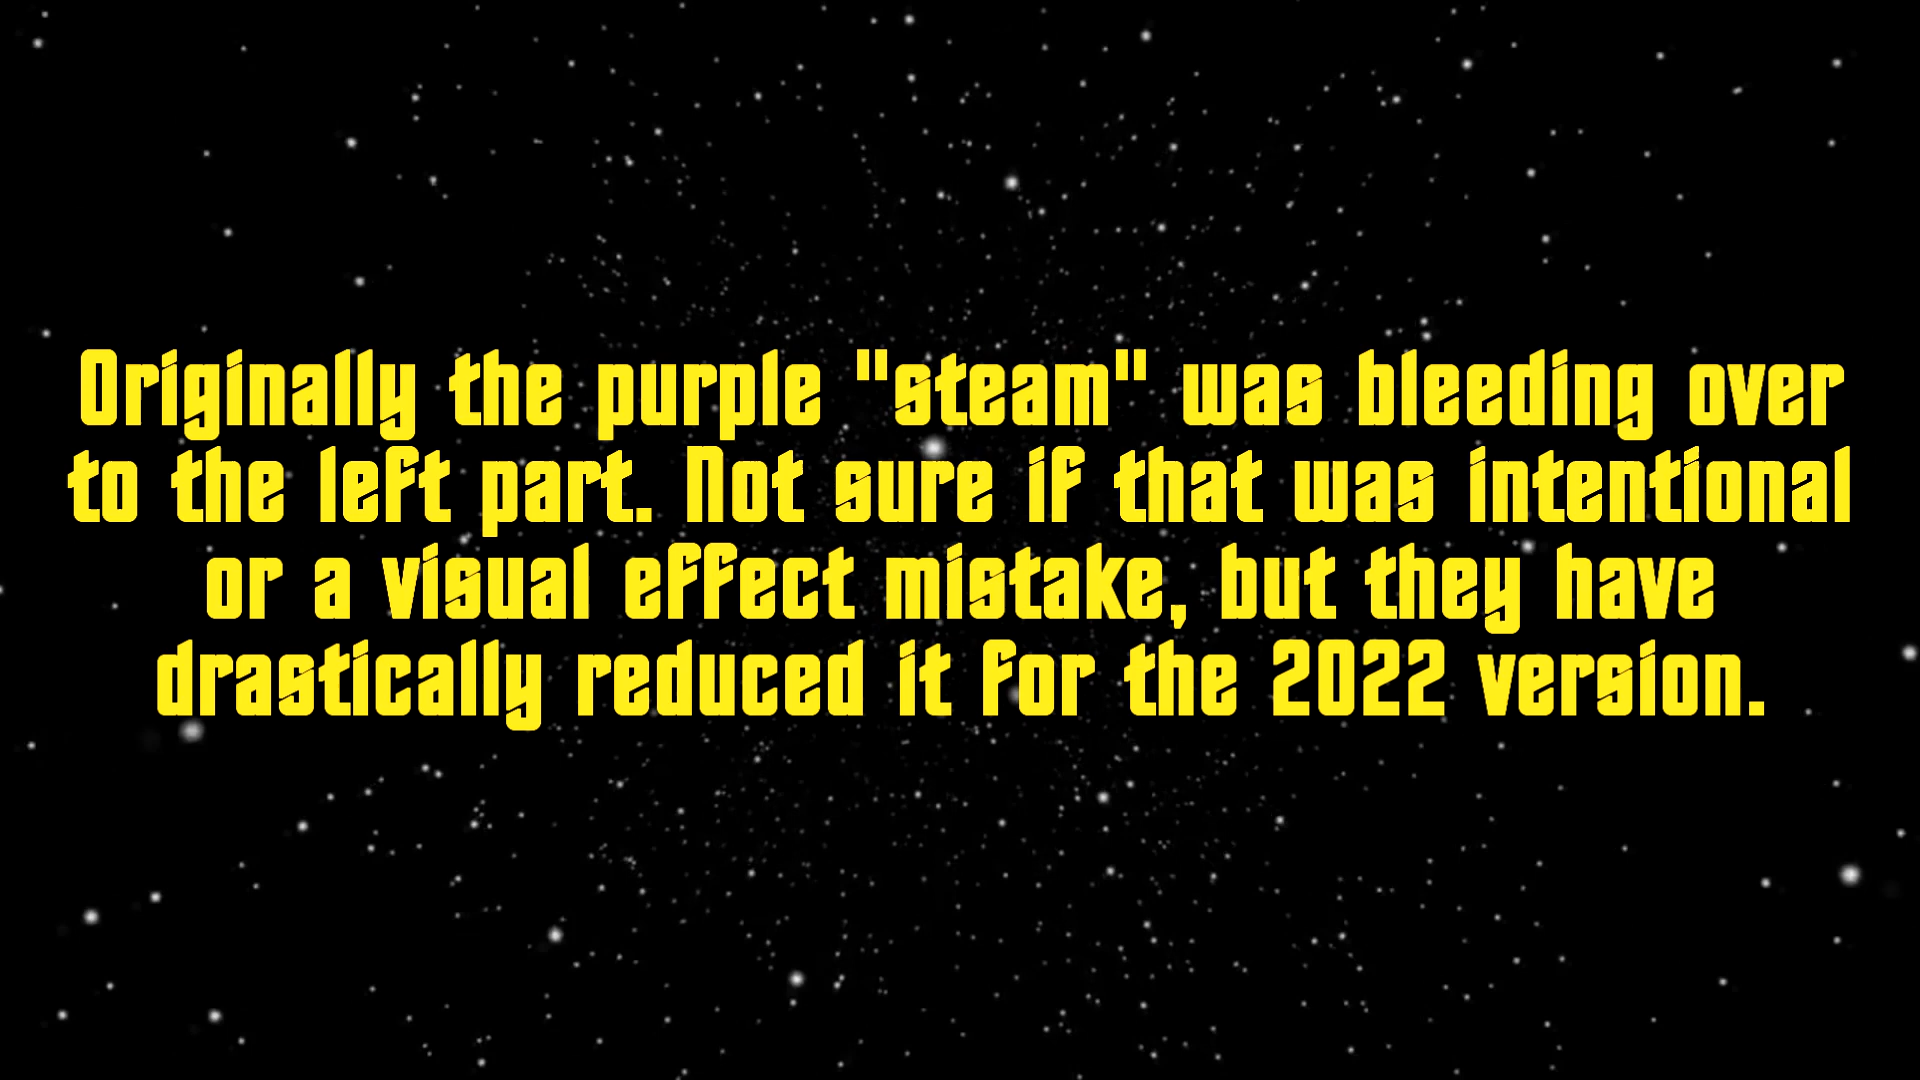 Originally the purple "steam" was bleeding over
to the left part. Not sure if that was intentional
or a visual effect mistake, but they have
drastically reduced it for the 2022 version.